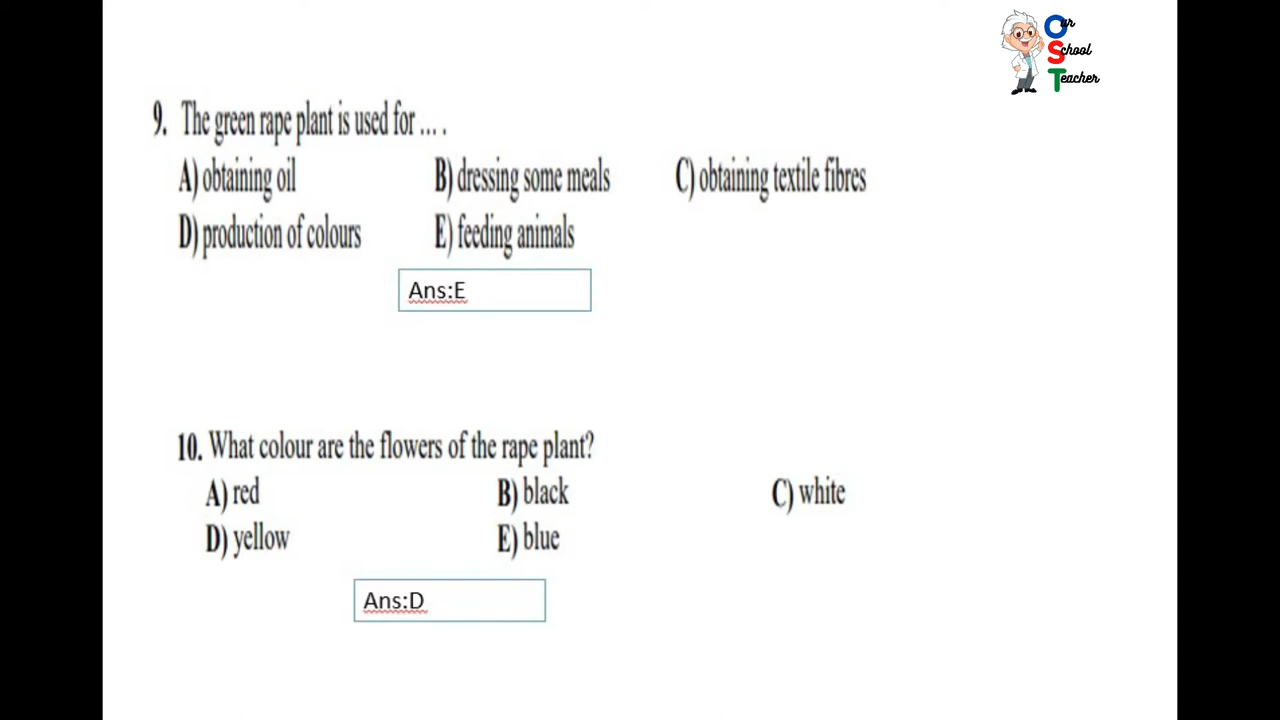 Our
School
Teacher
9. The green rape plant is used for ... .
A) obtaining oil B) dressing some meals C) obtaining textile fibres
D) production of colours E) feeding animals
Ans:E
10. What colour are the flowers of the rape plant?
A) red B) black C) white
D) yellow E) blue
Ans:D